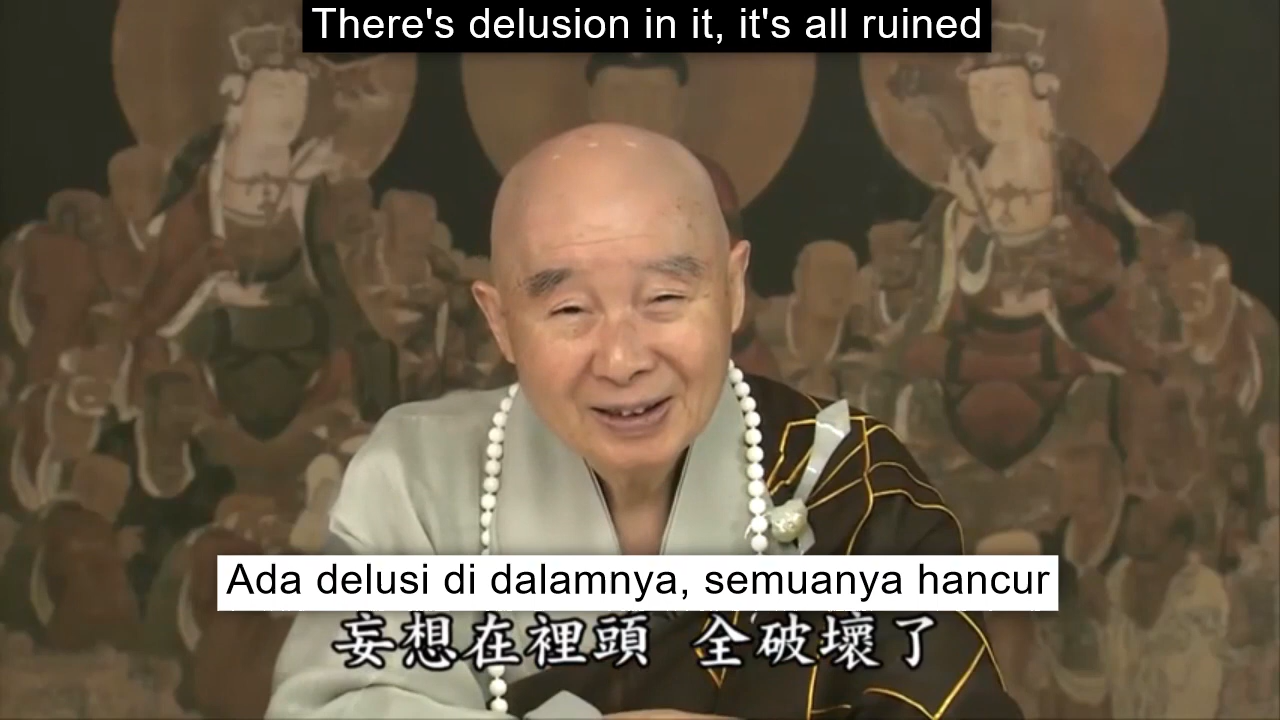 There's delusion in it, it's all ruined
Ada delusi di dalamnya, semuanya hancur
妄想在裡頭 全破壞了